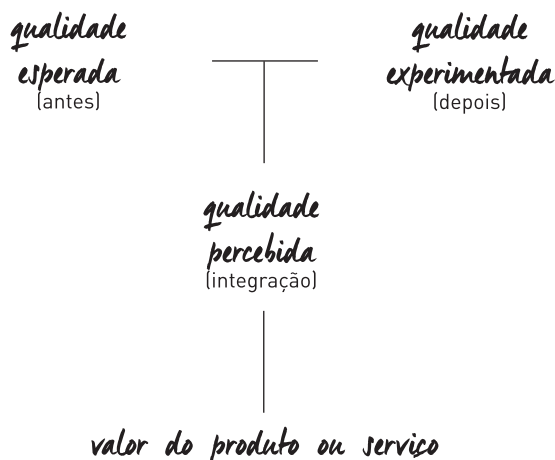 qualidade
esperada
(antes)
qualidade
experimentada
(depois)
qualidade
percebida
(integração)
valor do produto ou serviço